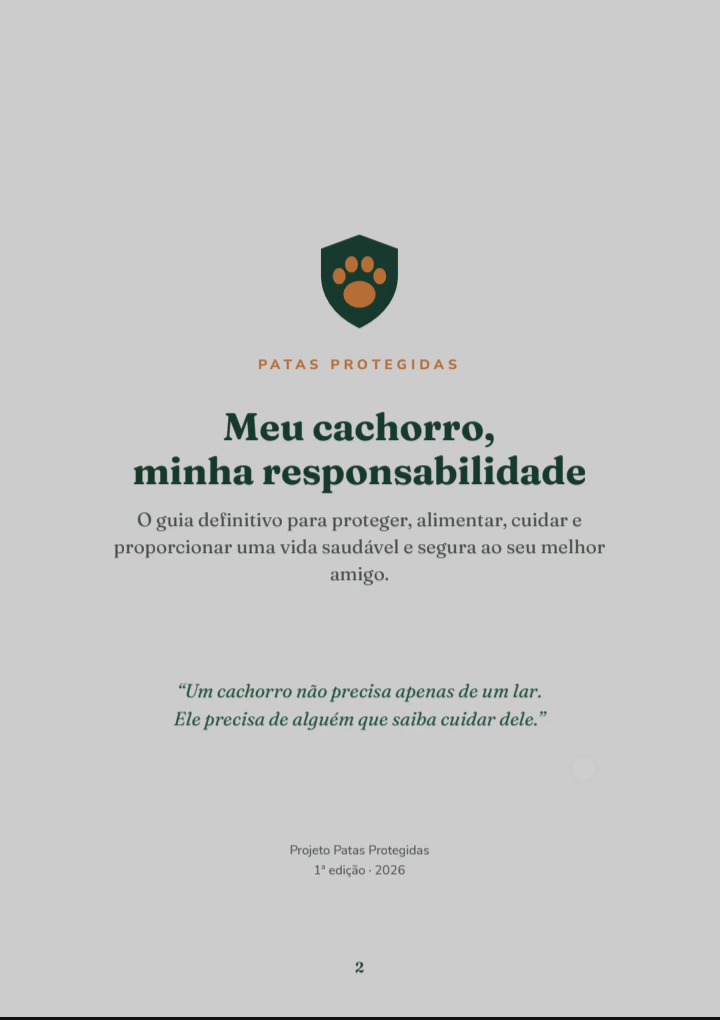 PATAS PROTEGIDAS
Meu cachorro,
minha responsabilidade
O guia definitivo para proteger, alimentar, cuidar e
proporcionar uma vida saudável e segura ao seu melhor
amigo.
“Um cachorro não precisa apenas de um lar.
Ele precisa de alguém que saiba cuidar dele.”
Projeto Patas Protegidas
1ª edição · 2026
2